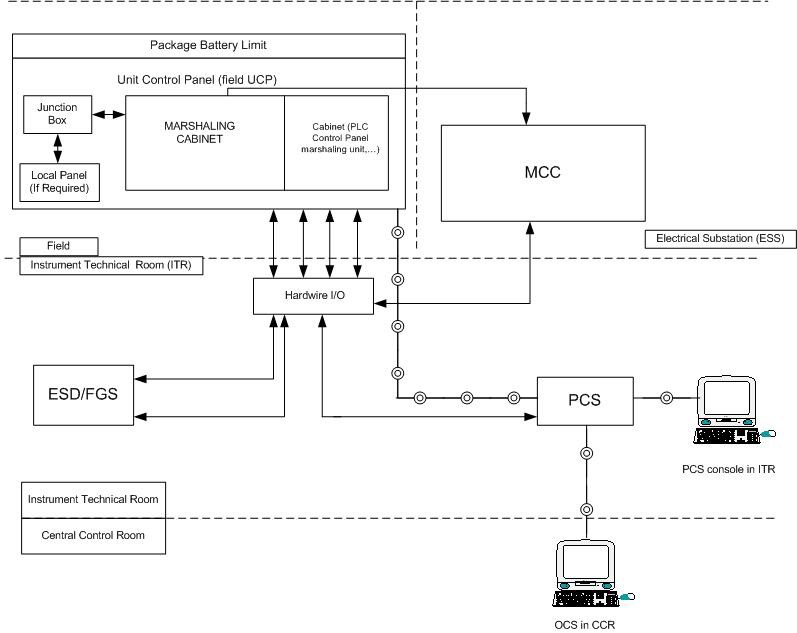 Package Battery Limit
Unit Control Panel (field UCP)
Junction
Box
MARSHALING
CABINET
Cabinet (PLC
Control Panel
marshaling unit,...)
Local Panel
(If Required)
MCC
Field
Electrical Substation (ESS)
Instrument Technical Room (ITR)
Hardwire I/O
ESD/FGS
PCS
PCS console in ITR
Instrument Technical Room
Central Control Room
OCS in CCR